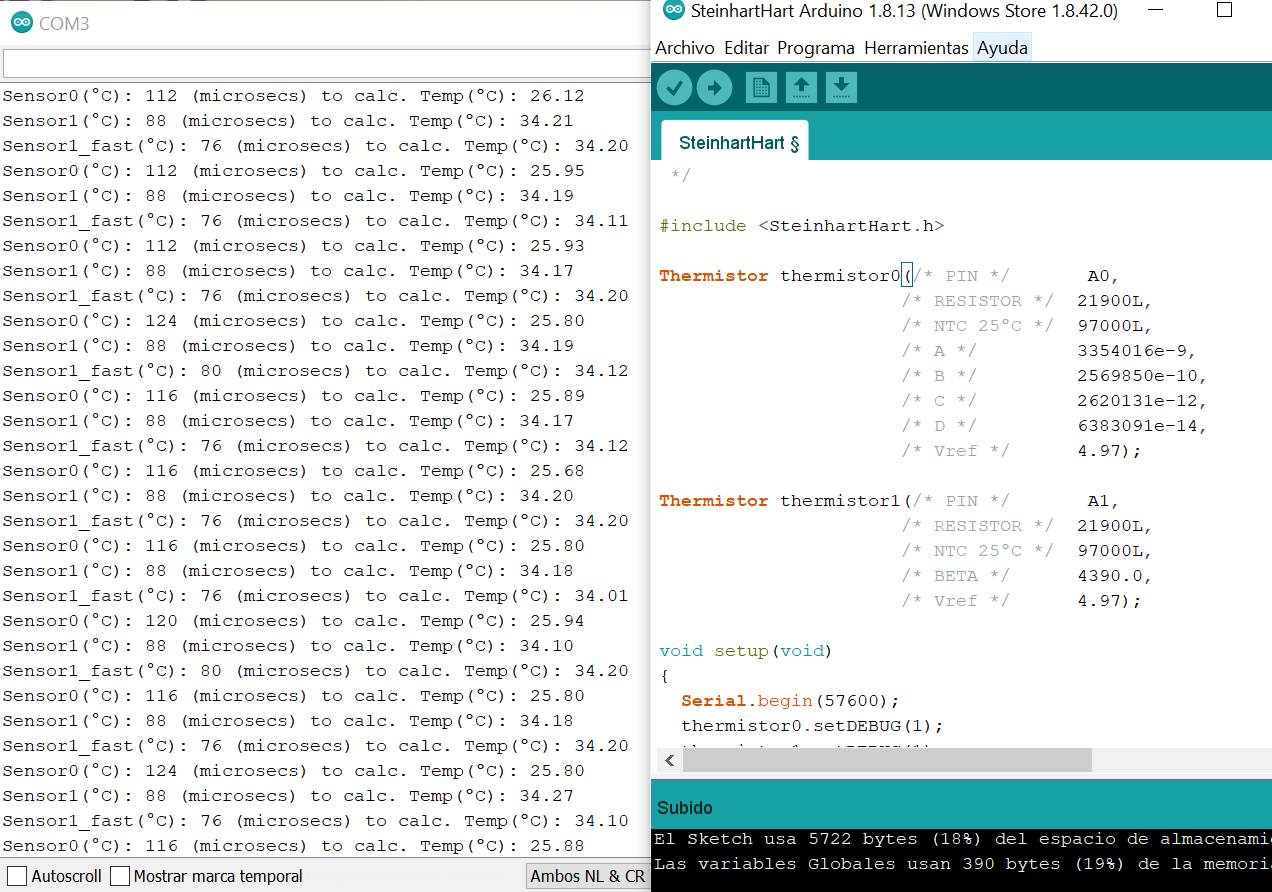 COM3
Sensor0(°C): 112 (microsecs) to calc. Temp(°C): 26.12
Sensor1(°C): 88 (microsecs) to calc. Temp(°C): 34.21
Sensor1_fast(°C): 76 (microsecs) to calc. Temp(°C): 34.20
Sensor0(°C): 112 (microsecs) to calc. Temp(°C): 25.95
Sensor1(°C): 88 (microsecs) to calc. Temp(°C): 34.19
Sensor1_fast(°C): 76 (microsecs) to calc. Temp(°C): 34.11
Sensor0(°C): 112 (microsecs) to calc. Temp(°C): 25.93
Sensor1(°C): 88 (microsecs) to calc. Temp(°C): 34.17
Sensor1_fast(°C): 76 (microsecs) to calc. Temp(°C): 34.20
Sensor0(°C): 124 (microsecs) to calc. Temp(°C): 25.80
Sensor1(°C): 88 (microsecs) to calc. Temp(°C): 34.19
Sensor1_fast(°C): 80 (microsecs) to calc. Temp(°C): 34.12
Sensor0(°C): 116 (microsecs) to calc. Temp(°C): 25.89
Sensor1(°C): 88 (microsecs) to calc. Temp(°C): 34.17
Sensor1_fast(°C): 76 (microsecs) to calc. Temp(°C): 34.12
Sensor0(°C): 116 (microsecs) to calc. Temp(°C): 25.68
Sensor1(°C): 88 (microsecs) to calc. Temp(°C): 34.20
Sensor1_fast(°C): 76 (microsecs) to calc. Temp(°C): 34.20
Sensor0(°C): 116 (microsecs) to calc. Temp(°C): 25.80
Sensor1(°C): 88 (microsecs) to calc. Temp(°C): 34.18
Sensor1_fast(°C): 76 (microsecs) to calc. Temp(°C): 34.01
Sensor0(°C): 120 (microsecs) to calc. Temp(°C): 25.94
Sensor1(°C): 88 (microsecs) to calc. Temp(°C): 34.10
Sensor1_fast(°C): 80 (microsecs) to calc. Temp(°C): 34.20
Sensor0(°C): 116 (microsecs) to calc. Temp(°C): 25.80
Sensor1(°C): 88 (microsecs) to calc. Temp(°C): 34.18
Sensor1_fast(°C): 76 (microsecs) to calc. Temp(°C): 34.20
Sensor0(°C): 124 (microsecs) to calc. Temp(°C): 25.80
Sensor1(°C): 88 (microsecs) to calc. Temp(°C): 34.27
Sensor1_fast(°C): 76 (microsecs) to calc. Temp(°C): 34.10
Sensor0(°C): 116 (microsecs) to calc. Temp(°C): 25.88
Autoscroll Mostrar marca temporal Ambos NL & CR
SteinhartHart Arduino 1.8.13 (Windows Store 1.8.42.0)
Archivo Editar Programa Herramientas Ayuda
SteinhartHart §
*/
#include <SteinhartHart.h>
Thermistor thermistor0(/* PIN */ A0,
/* RESISTOR */ 21900L,
/* NTC 25ºC */ 97000L,
/* A */ 3354016e-9,
/* B */ 2569850e-10,
/* C */ 2620131e-12,
/* D */ 6383091e-14,
/* Vref */ 4.97);
Thermistor thermistor1(/* PIN */ A1,
/* RESISTOR */ 21900L,
/* NTC 25ºC */ 97000L,
/* BETA */ 4390.0,
/* Vref */ 4.97);
void setup(void)
{
Serial.begin(57600);
thermistor0.setDEBUG(1);
Subido
El Sketch usa 5722 bytes (18%) del espacio de almacenami
Las variables Globales usan 390 bytes (19%) de la memoria